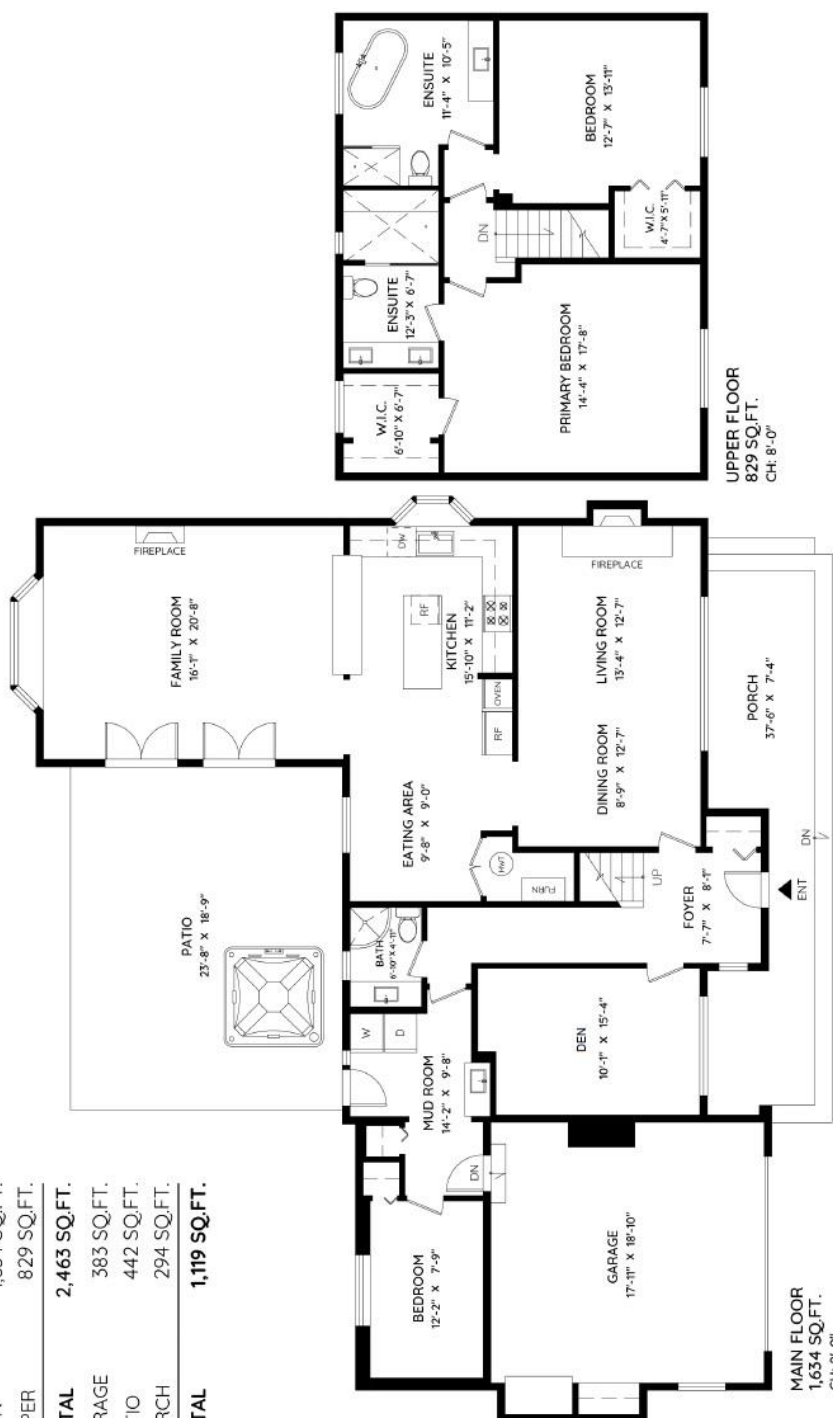 PER 829 SQ.FT.
TAL 2,463 SQ.FT.
RAGE 383 SQ.FT.
TIO 442 SQ.FT.
RCH 294 SQ.FT.
TAL 1,119 SQ.FT.
PATIO
23'-8" X 18'-9"
FAMILY ROOM
16'-1" X 20'-8"
FIREPLACE
BEDROOM
12'-2" X 7'-9"
MUD ROOM
14'-2" X 9'-8"
W
D
DN
BATH
6'-10" X 4'-11"
EATING AREA
9'-8" X 9'-0"
KITCHEN
15'-10" X 11'-2"
RF
DW
RF
OVEN
HWT
FURN
UP
GARAGE
17'-11" X 18'-10"
DEN
10'-1" X 15'-4"
FOYER
7'-7" X 8'-1"
DINING ROOM
8'-9" X 12'-7"
LIVING ROOM
13'-4" X 12'-7"
FIREPLACE
PORCH
37'-6" X 7'-4"
DN
ENT
MAIN FLOOR
1,634 SQ.FT.
W.I.C.
6'-10" X 6'-7"
ENSUITE
12'-3" X 6'-7"
ENSUITE
11'-4" X 10'-5"
DN
PRIMARY BEDROOM
14'-4" X 17'-8"
W.I.C.
4'-7" X 5'-11"
BEDROOM
12'-7" X 13'-11"
UPPER FLOOR
829 SQ.FT.
CH: 8'-0"